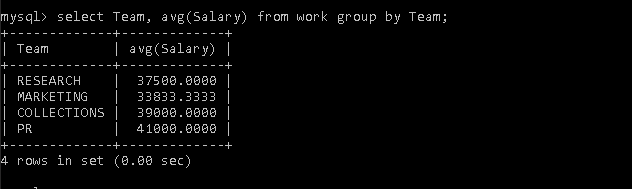 mysql> select Team, avg(Salary) from work group by Team;
+-------------+-------------+
| Team        | avg(Salary) |
+-------------+-------------+
| RESEARCH    |  37500.0000 |
| MARKETING   |  33833.3333 |
| COLLECTIONS |  39000.0000 |
| PR          |  41000.0000 |
+-------------+-------------+
4 rows in set (0.00 sec)